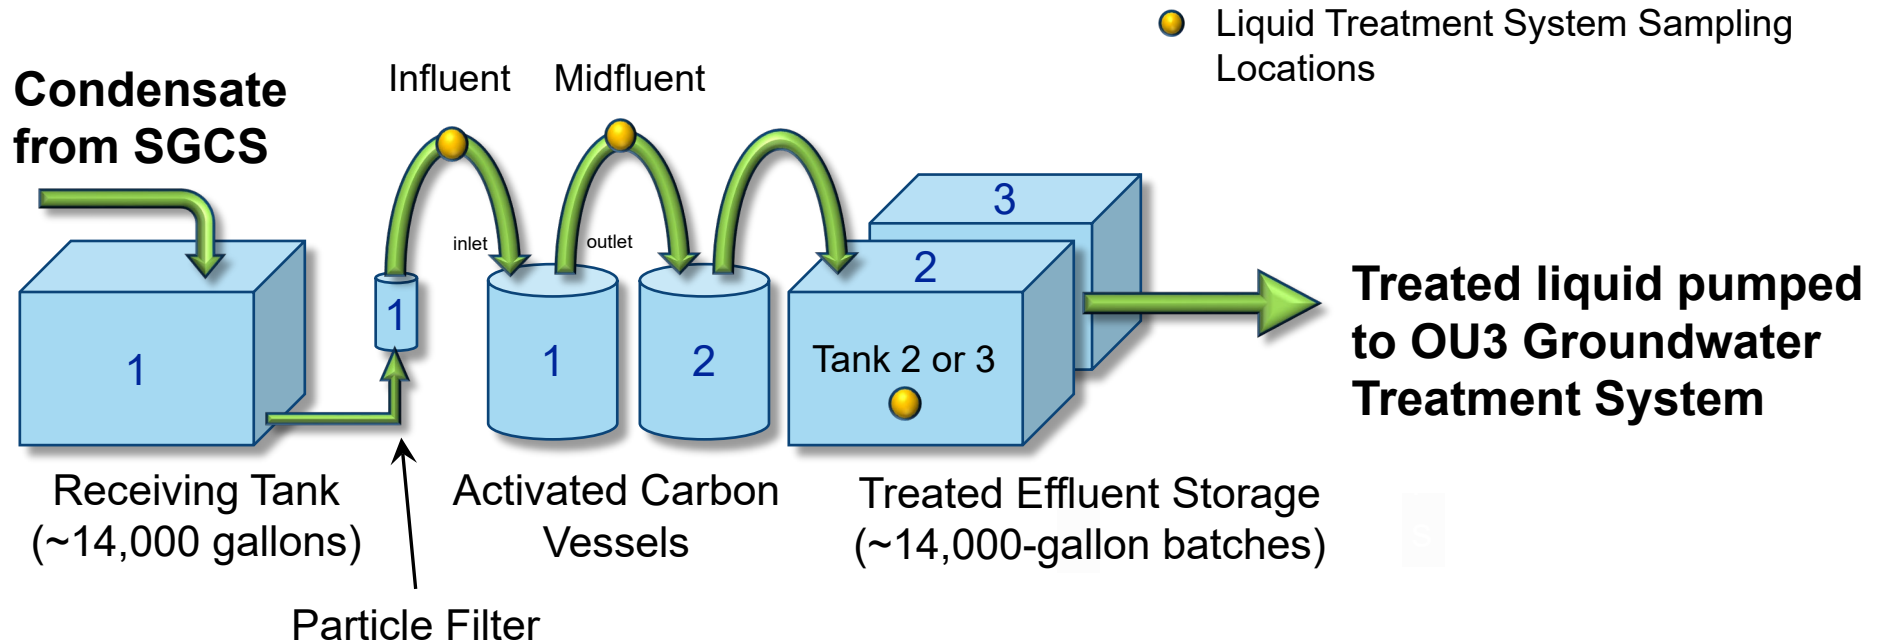 Liquid Treatment System Sampling
Locations
Condensate
from SGCS
Influent
Midfluent
inlet
outlet
1
1
1
2
3
2
Tank 2 or 3
Treated liquid pumped
to OU3 Groundwater
Treatment System
Receiving Tank
(~14,000 gallons)
Activated Carbon
Vessels
Treated Effluent Storage
(~14,000-gallon batches)
Particle Filter